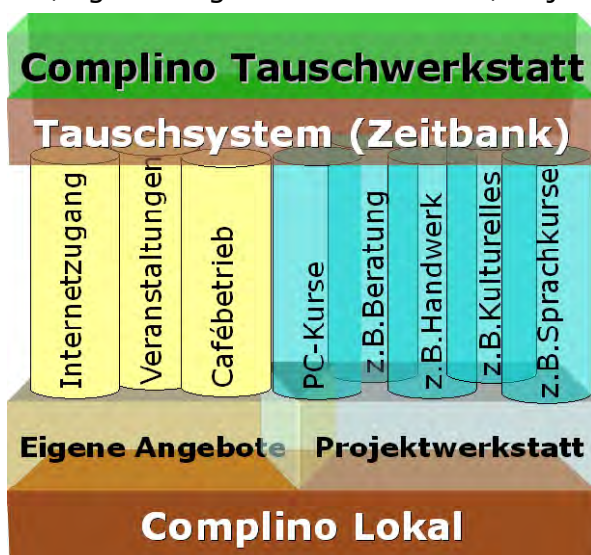 Complino Tauschwerkstatt
Tauschsystem (Zeitbank)
Internetzugang
Veranstaltungen
Cafébetrieb
PC-Kurse
z.B.Beratung
z.B.Handwerk
z.B.Kulturelles
z.B.Sprachkurse
Eigene Angebote
Projektwerkstatt
Complino Lokal